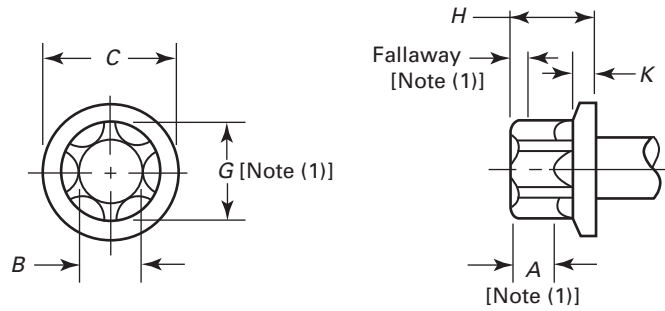 H
C
Fallaway
[Note (1)]
K
G [Note (1)]
B
A
[Note (1)]